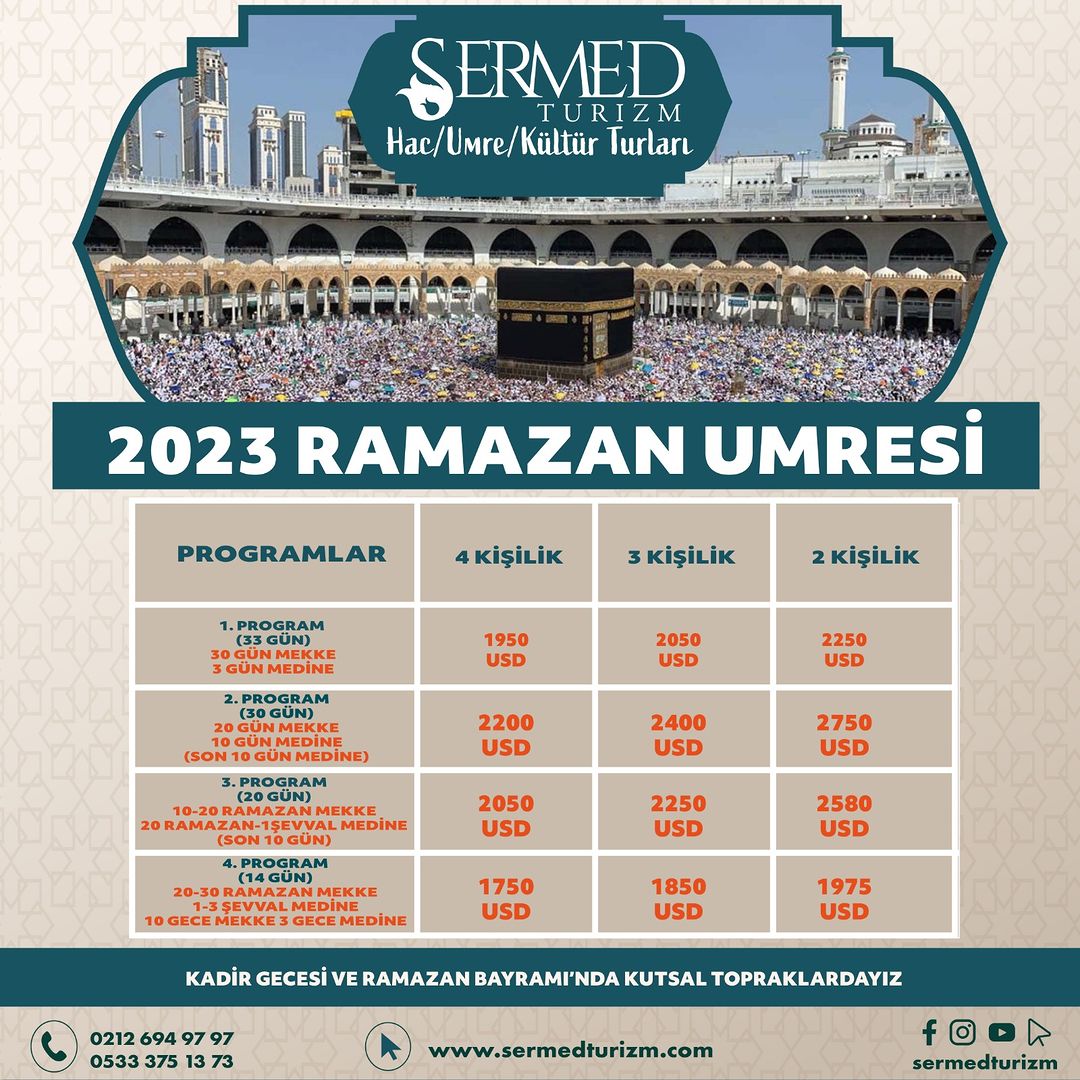 SERMED
TURIZM
Hac/Umre/Kültür Turları
2023 RAMAZAN UMRESİ
PROGRAMLAR
4 KİŞİLİK
3 KİŞİLİK
2 KİŞİLİK
1. PROGRAM
(33 GÜN)
30 GÜN MEKKE
3 GÜN MEDİNE
1950
USD
2050
USD
2250
USD
2. PROGRAM
(30 GÜN)
20 GÜN MEKKE
10 GÜN MEDİNE
(SON 10 GÜN MEDİNE)
2200
USD
2400
USD
2750
USD
3. PROGRAM
(20 GÜN)
10-20 RAMAZAN MEKKE
20 RAMAZAN-1ŞEVVAL MEDİNE
(SON 10 GÜN)
2050
USD
2250
USD
2580
USD
4. PROGRAM
(14 GÜN)
20-30 RAMAZAN MEKKE
1-3 ŞEVVAL MEDİNE
10 GECE MEKKE 3 GECE MEDİNE
1750
USD
1850
USD
1975
USD
KADİR GECESİ VE RAMAZAN BAYRAMI'NDA KUTSAL TOPRAKLARDAYIZ
0212 694 97 97
0533 375 13 73
www.sermedturizm.com
sermedturizm